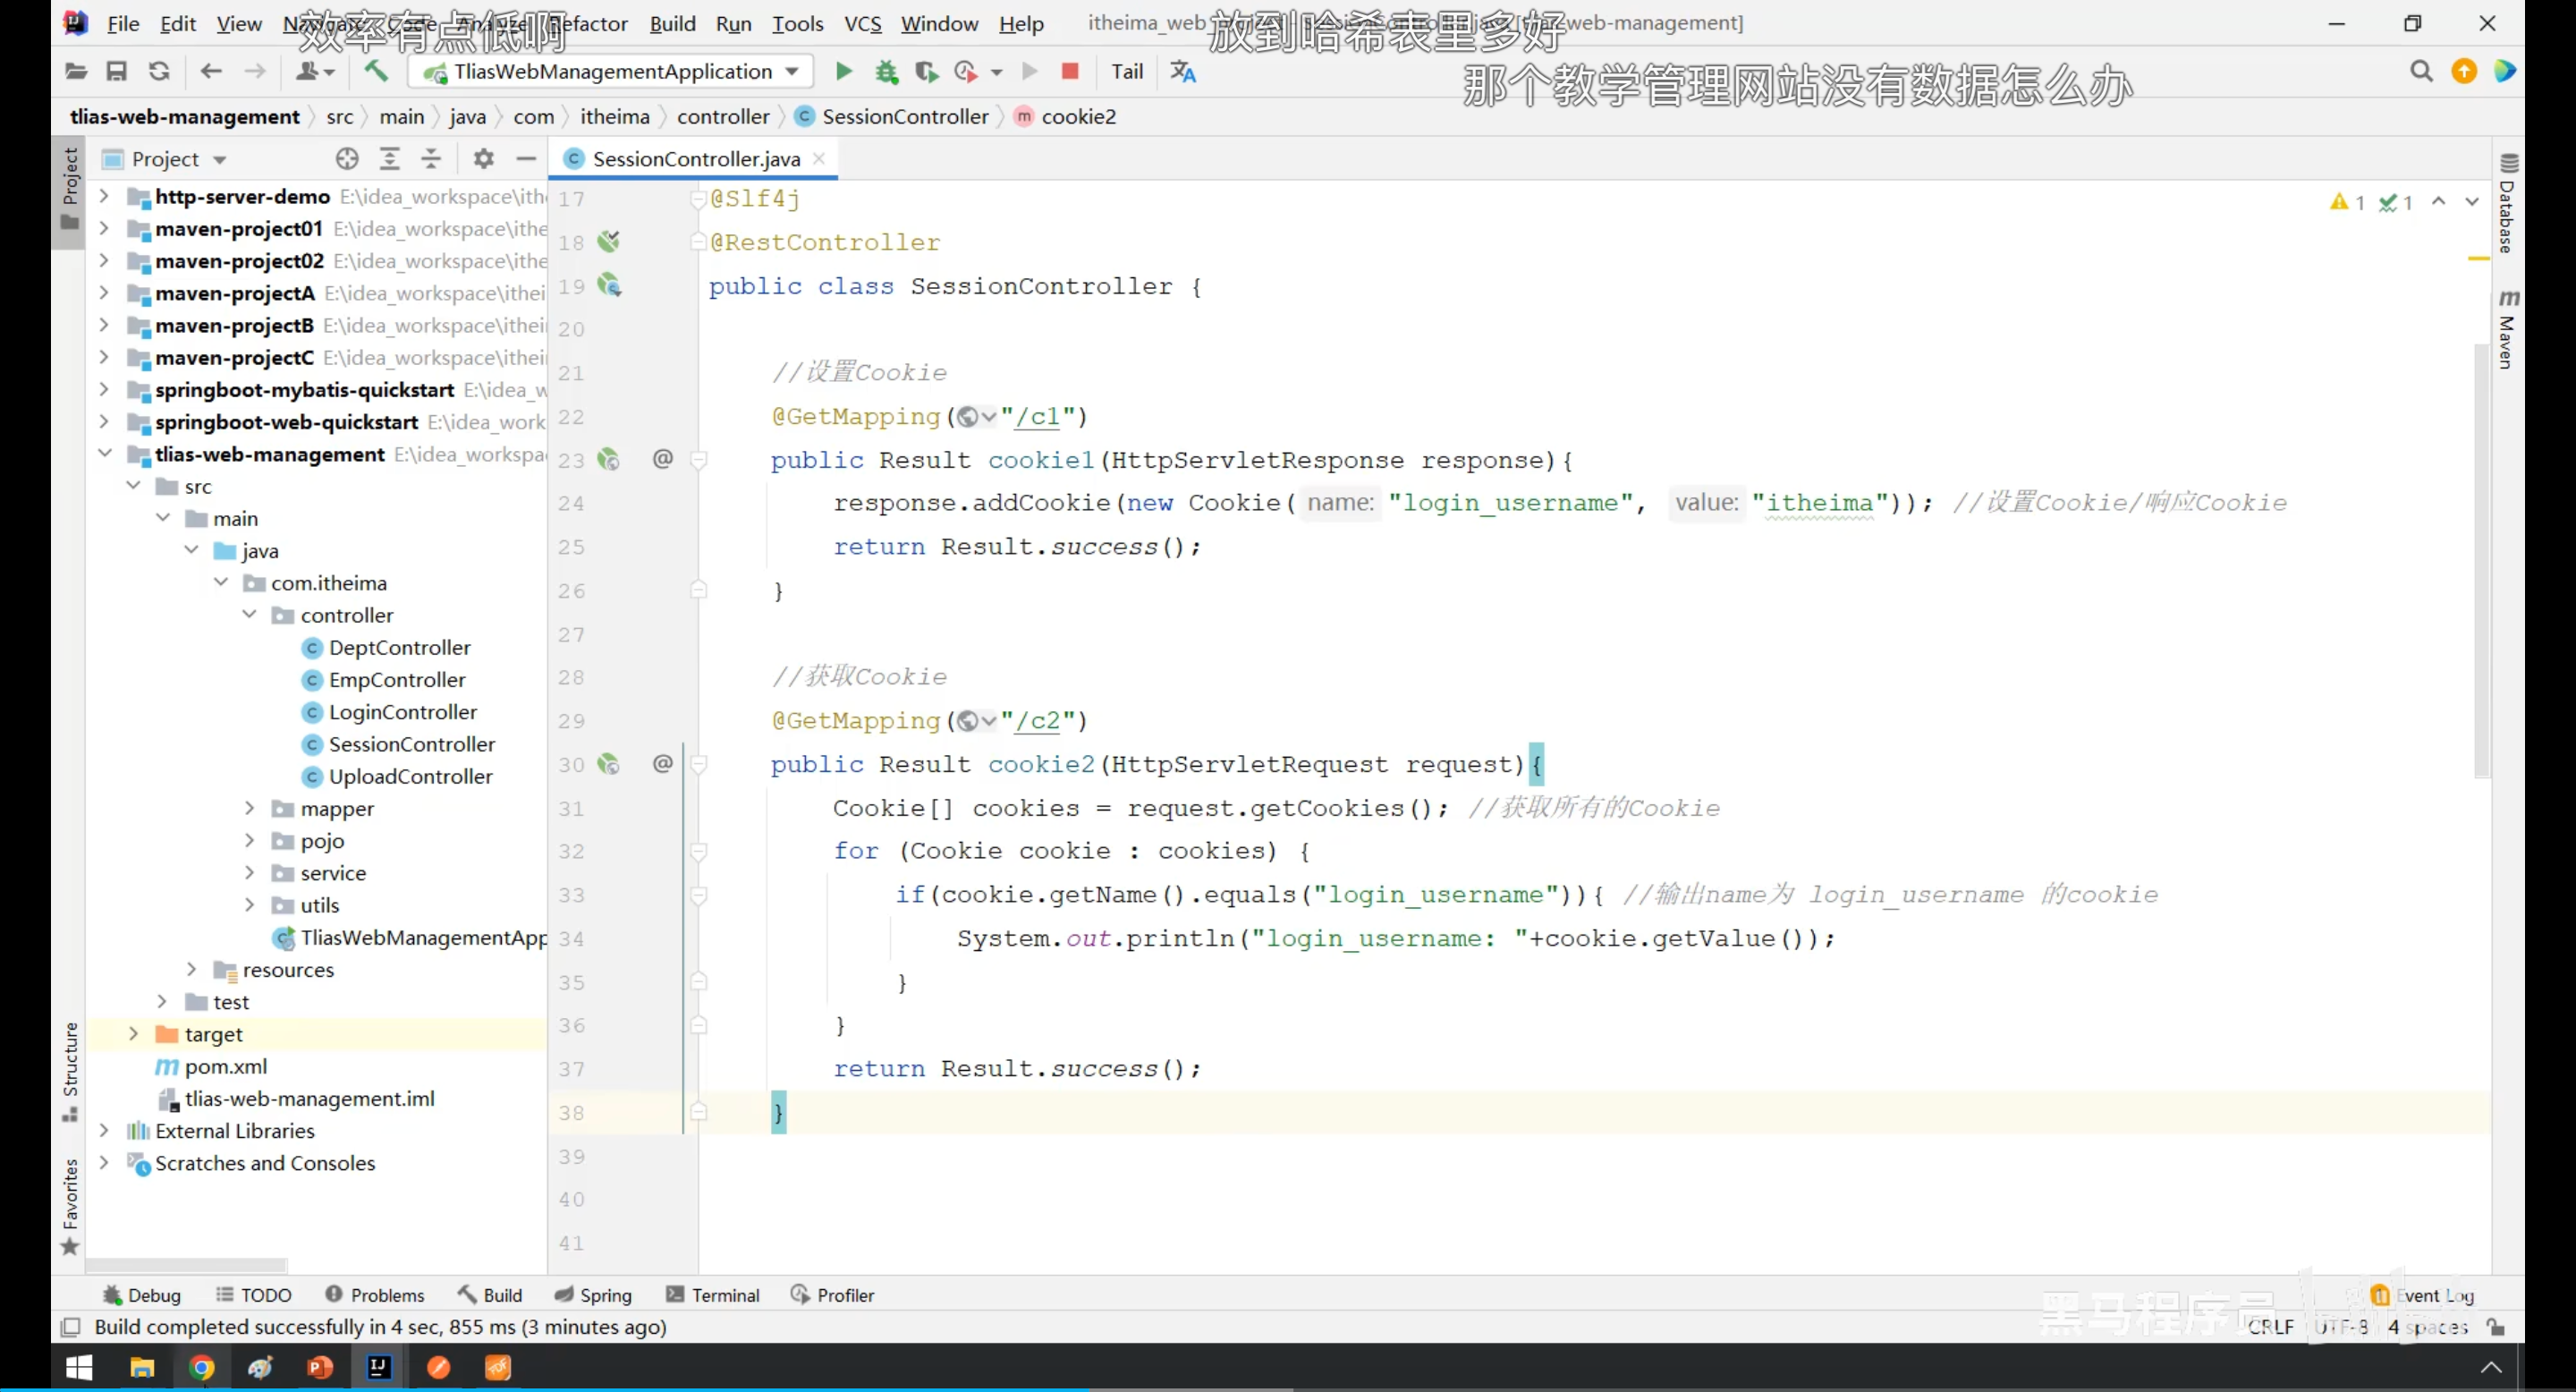 File Edit View Navigate Code Analyze Refactor Build Run Tools VCS Window Help
效率有点低啊
放到哈希表里多好
那个教学管理网站没有数据怎么办
TliasWebManagementApplication
Tail
tlias-web-management src main java com itheima controller SessionController cookie2
Project
SessionController.java
Project
http-server-demo E:\idea_workspace\ith
maven-project01 E:\idea_workspace\ithe
maven-project02 E:\idea_workspace\ithe
maven-projectA E:\idea_workspace\ithei
maven-projectB E:\idea_workspace\ithei
maven-projectC E:\idea_workspace\ithei
springboot-mybatis-quickstart E:\idea_w
springboot-web-quickstart E:\idea_work
tlias-web-management E:\idea_workspa
src
main
java
com.itheima
controller
DeptController
EmpController
LoginController
SessionController
UploadController
mapper
pojo
service
utils
TliasWebManagementApp
resources
test
target
pom.xml
tlias-web-management.iml
External Libraries
Scratches and Consoles
Structure
Favorites
17 @Slf4j
18 @RestController
19 public class SessionController {
20
21 //设置Cookie
22 @GetMapping("/c1")
23 public Result cookie1(HttpServletResponse response){
24 response.addCookie(new Cookie( name: "login_username", value: "itheima")); //设置Cookie/响应Cookie
25 return Result.success();
26 }
27
28 //获取Cookie
29 @GetMapping("/c2")
30 public Result cookie2(HttpServletRequest request){
31 Cookie[] cookies = request.getCookies(); //获取所有的Cookie
32 for (Cookie cookie : cookies) {
33 if(cookie.getName().equals("login_username")){ //输出name为 login_username 的cookie
34 System.out.println("login_username: "+cookie.getValue());
35 }
36 }
37 return Result.success();
38 }
39
40
41
1 1
Database
Maven
Debug TODO Problems Build Spring Terminal Profiler
Event Log
Build completed successfully in 4 sec, 855 ms (3 minutes ago)
CRLF UTF-8 4 spaces
黑马程序员